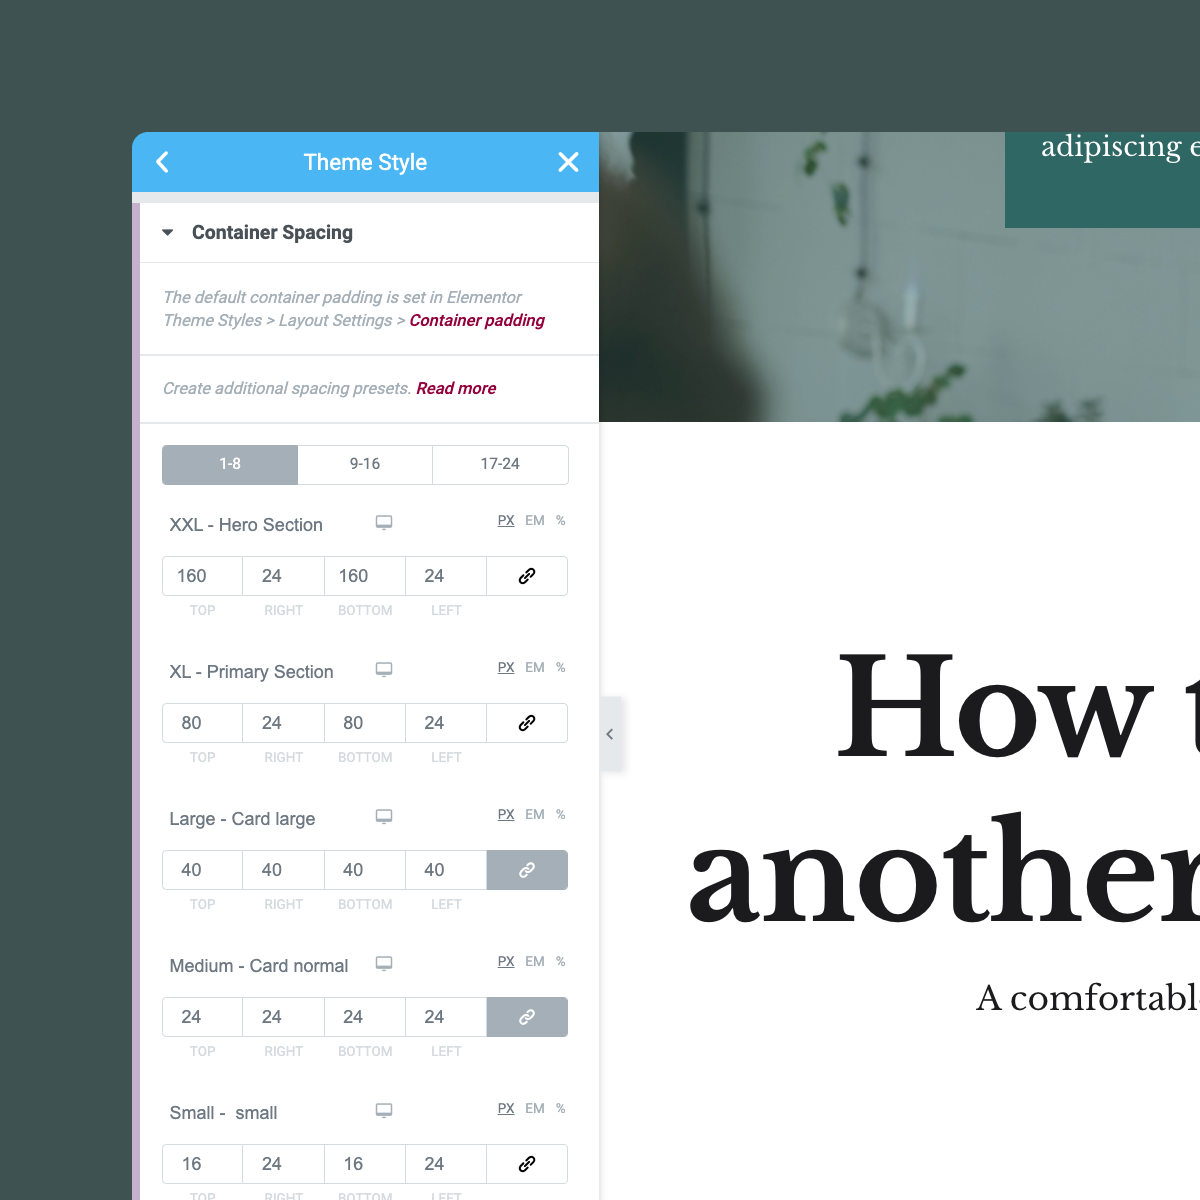 Theme Style
Container Spacing
The default container padding is set in Elementor
Theme Styles > Layout Settings > Container padding
Create additional spacing presets. Read more
1-8 9-16 17-24
XXL - Hero Section PX EM %
160 24 160 24
TOP RIGHT BOTTOM LEFT
XL - Primary Section PX EM %
80 24 80 24
TOP RIGHT BOTTOM LEFT
Large - Card large PX EM %
40 40 40 40
TOP RIGHT BOTTOM LEFT
Medium - Card normal PX EM %
24 24 24 24
TOP RIGHT BOTTOM LEFT
Small -  small PX EM %
16 24 16 24
TOP RIGHT BOTTOM LEFT
adipiscing e
How t
another
A comfortable